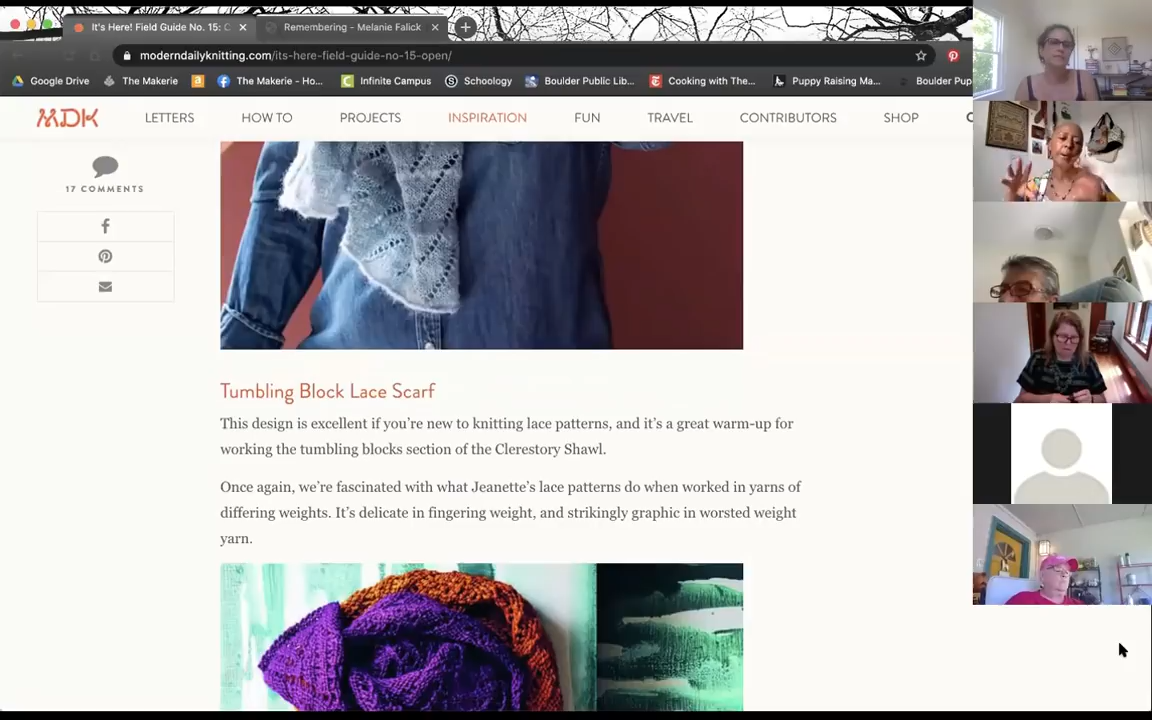 It's Here! Field Guide No. 15: C
Remembering - Melanie Falick
moderndailyknitting.com/its-here-field-guide-no-15-open/
Google Drive
The Makerie
The Makerie - Ho...
Infinite Campus
Schoology
Boulder Public Lib...
Cooking with The...
Puppy Raising Ma...
Boulder Pup
MDK
LETTERS
HOW TO
PROJECTS
INSPIRATION
FUN
TRAVEL
CONTRIBUTORS
SHOP
17 COMMENTS
Tumbling Block Lace Scarf
This design is excellent if you're new to knitting lace patterns, and it's a great warm-up for
working the tumbling blocks section of the Clerestory Shawl.
Once again, we're fascinated with what Jeanette's lace patterns do when worked in yarns of
differing weights. It's delicate in fingering weight, and strikingly graphic in worsted weight
yarn.